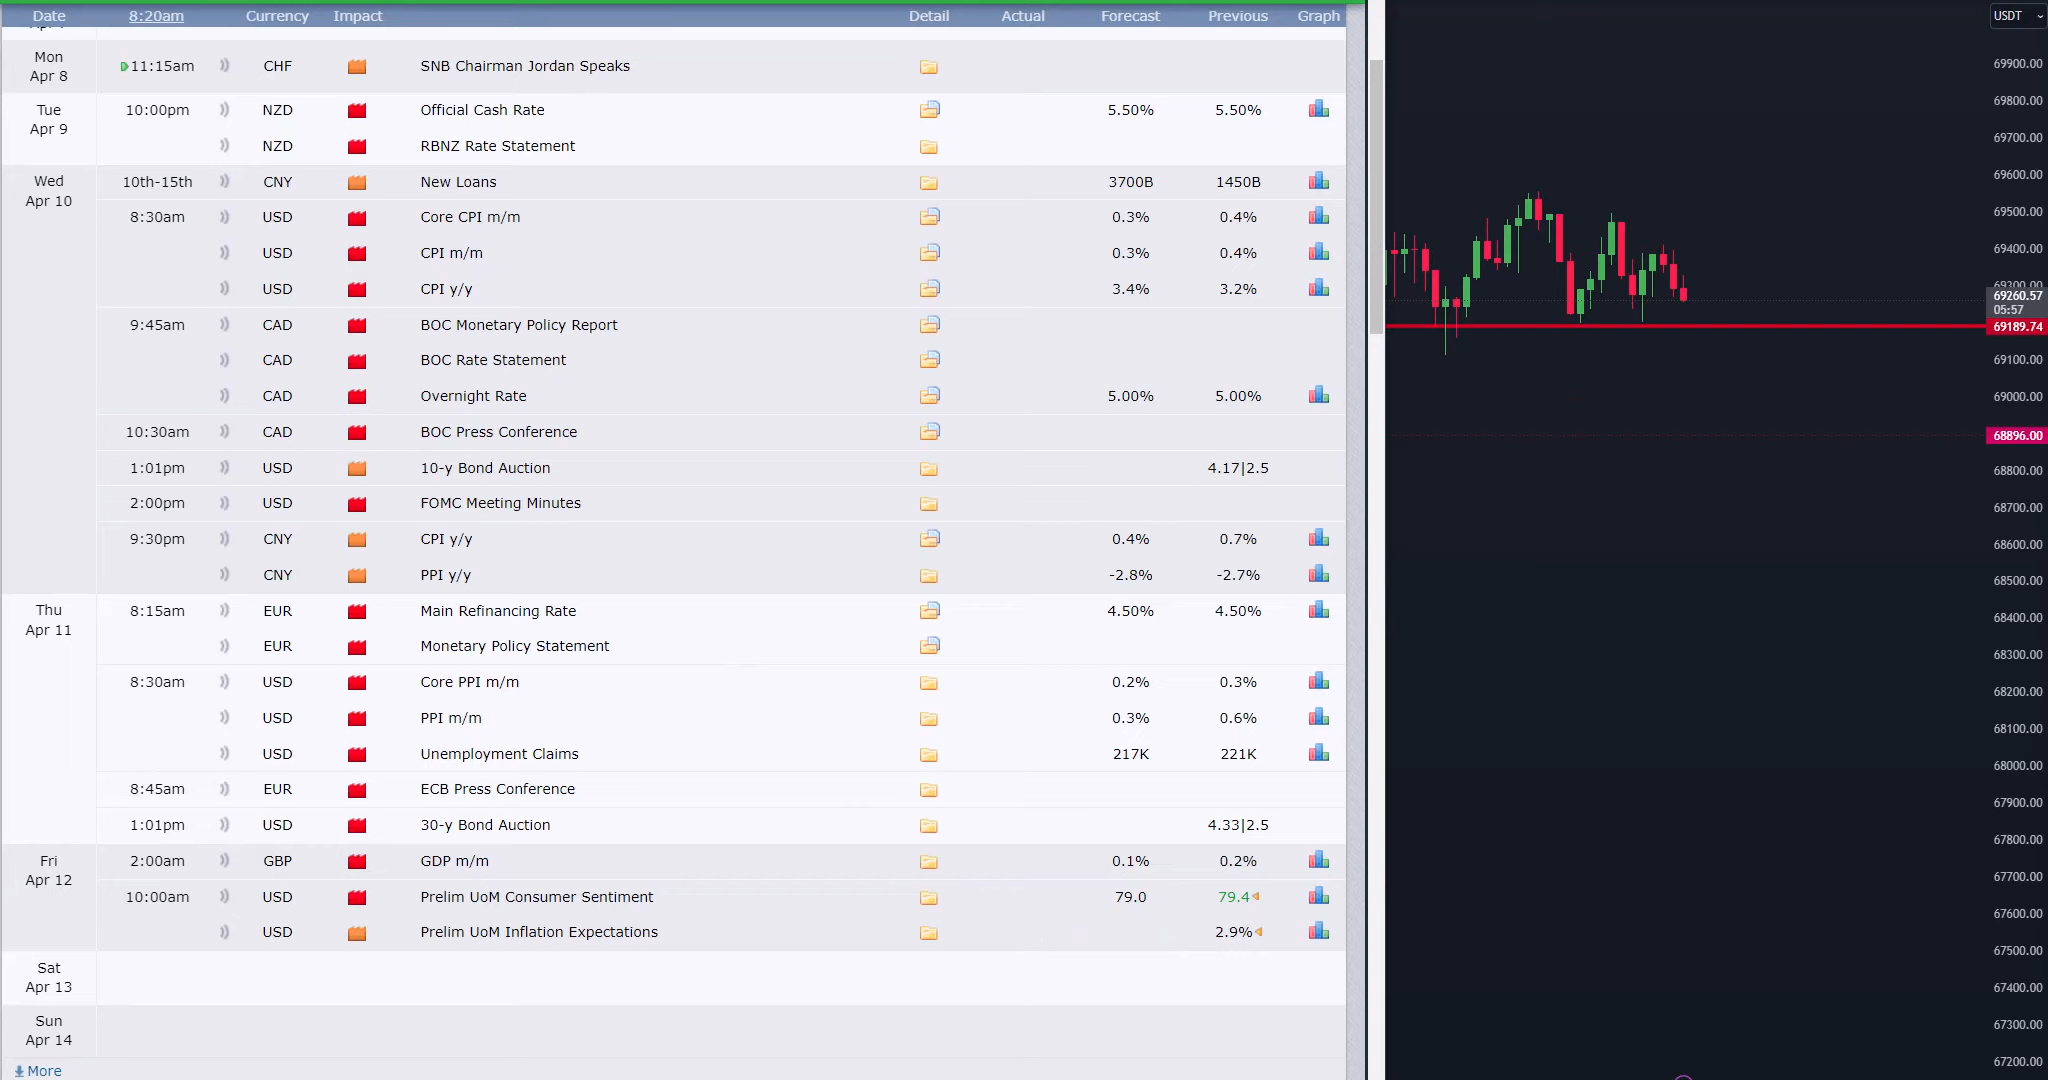 Date 8:20am Currency Impact Detail Actual Forecast Previous Graph
Mon
Apr 8
11:15am CHF SNB Chairman Jordan Speaks
Tue
Apr 9
10:00pm NZD Official Cash Rate 5.50% 5.50%
NZD RBNZ Rate Statement
Wed
Apr 10
10th-15th CNY New Loans 3700B 1450B
8:30am USD Core CPI m/m 0.3% 0.4%
USD CPI m/m 0.3% 0.4%
USD CPI y/y 3.4% 3.2%
9:45am CAD BOC Monetary Policy Report
CAD BOC Rate Statement
CAD Overnight Rate 5.00% 5.00%
10:30am CAD BOC Press Conference
1:01pm USD 10-y Bond Auction 4.17|2.5
2:00pm USD FOMC Meeting Minutes
9:30pm CNY CPI y/y 0.4% 0.7%
CNY PPI y/y -2.8% -2.7%
Thu
Apr 11
8:15am EUR Main Refinancing Rate 4.50% 4.50%
EUR Monetary Policy Statement
8:30am USD Core PPI m/m 0.2% 0.3%
USD PPI m/m 0.3% 0.6%
USD Unemployment Claims 217K 221K
8:45am EUR ECB Press Conference
1:01pm USD 30-y Bond Auction 4.33|2.5
Fri
Apr 12
2:00am GBP GDP m/m 0.1% 0.2%
10:00am USD Prelim UoM Consumer Sentiment 79.0 79.4
USD Prelim UoM Inflation Expectations 2.9%
Sat
Apr 13
Sun
Apr 14
More
USDT
69900.00
69800.00
69700.00
69600.00
69500.00
69400.00
69300.00
69260.57
05:57
69189.74
69100.00
69000.00
68896.00
68800.00
68700.00
68600.00
68500.00
68400.00
68300.00
68200.00
68100.00
68000.00
67900.00
67800.00
67700.00
67600.00
67500.00
67400.00
67300.00
67200.00